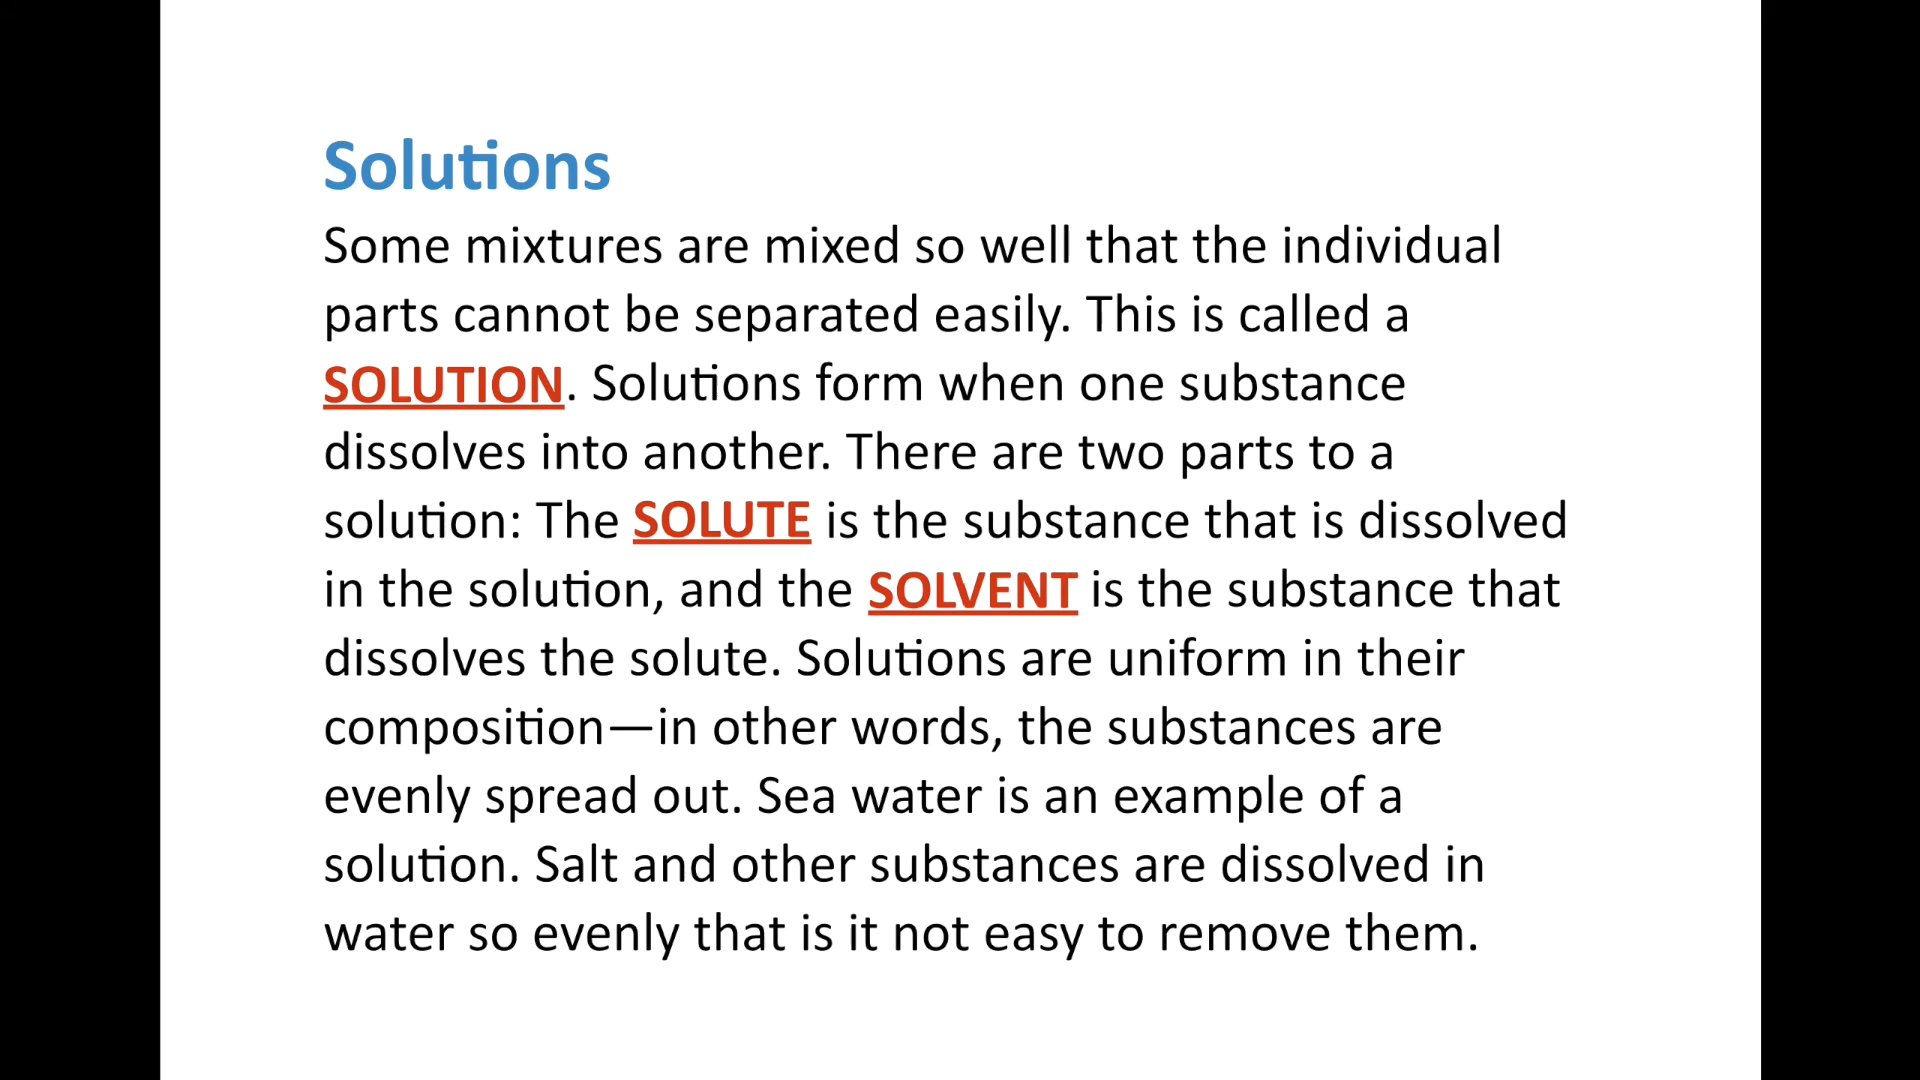 Solutions
Some mixtures are mixed so well that the individual
parts cannot be separated easily. This is called a
SOLUTION. Solutions form when one substance
dissolves into another. There are two parts to a
solution: The SOLUTE is the substance that is dissolved
in the solution, and the SOLVENT is the substance that
dissolves the solute. Solutions are uniform in their
composition—in other words, the substances are
evenly spread out. Sea water is an example of a
solution. Salt and other substances are dissolved in
water so evenly that is it not easy to remove them.